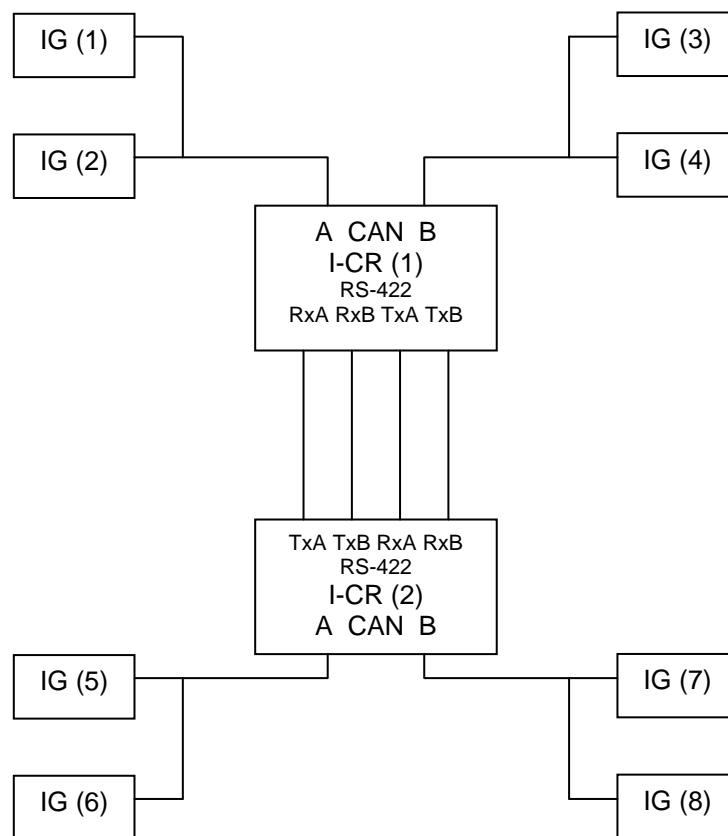 IG (1)
IG (3)
IG (2)
IG (4)
A CAN B
I-CR (1)
RS-422
RxA RxB TxA TxB
TxA TxB RxA RxB
RS-422
I-CR (2)
A CAN B
IG (5)
IG (7)
IG (6)
IG (8)